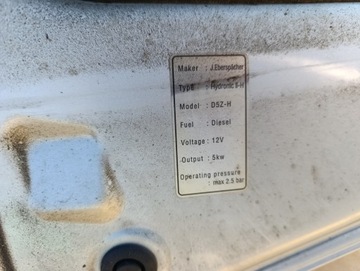 Maker : J.Eberspächer
Type : Hydronic II-H
Model : D5Z-H
Fuel : Diesel
Voltage : 12V
Output : 5kw
Operating pressure
: max 2.5 bar